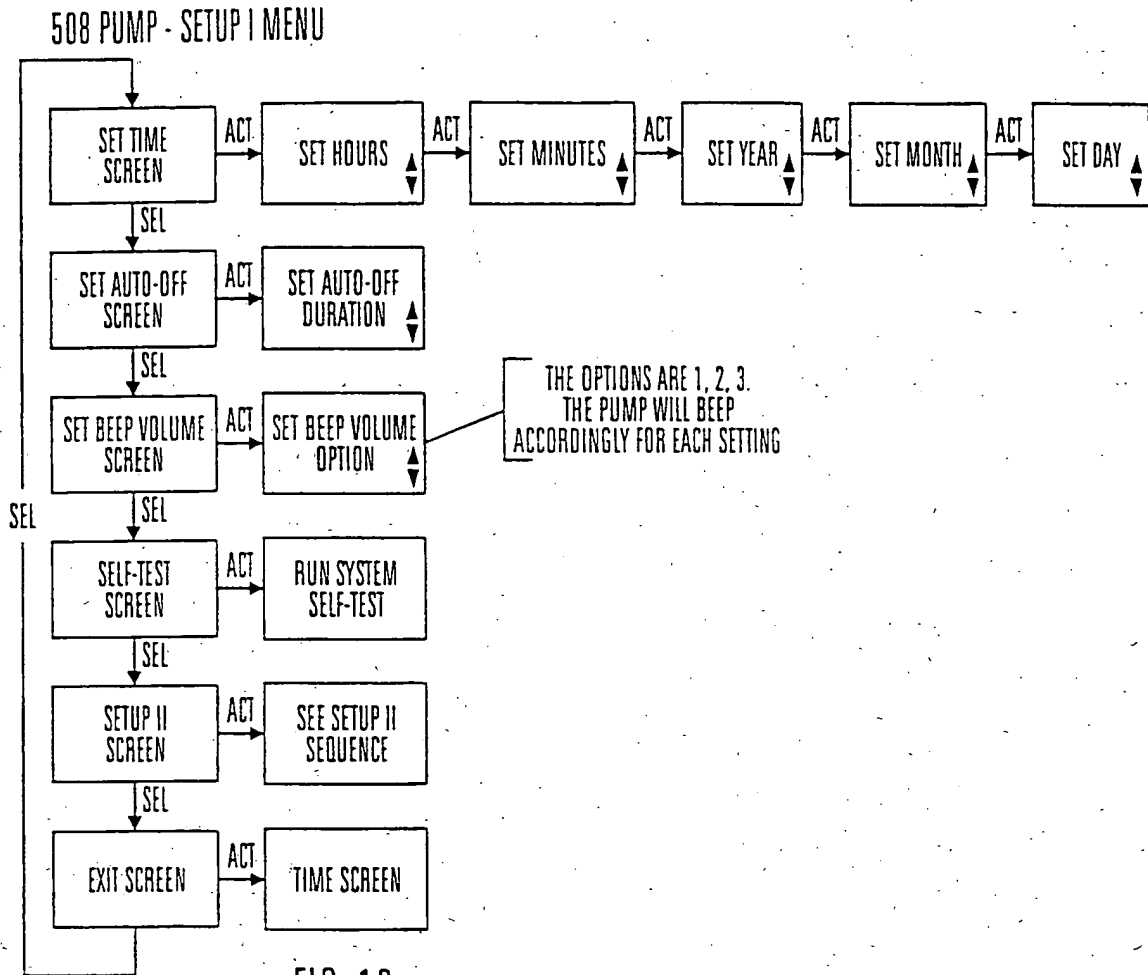 508 PUMP - SETUP I MENU
SET TIME
SCREEN
ACT
SET HOURS
ACT
SET MINUTES
ACT
SET YEAR
ACT
SET MONTH
ACT
SET DAY
SEL
SET AUTO-OFF
SCREEN
ACT
SET AUTO-OFF
DURATION
SEL
SET BEEP VOLUME
SCREEN
ACT
SET BEEP VOLUME
OPTION
THE OPTIONS ARE 1, 2, 3.
THE PUMP WILL BEEP
ACCORDINGLY FOR EACH SETTING
SEL
SEL
SELF-TEST
SCREEN
ACT
RUN SYSTEM
SELF-TEST
SEL
SETUP II
SCREEN
ACT
SEE SETUP II
SEQUENCE
SEL
EXIT SCREEN
ACT
TIME SCREEN